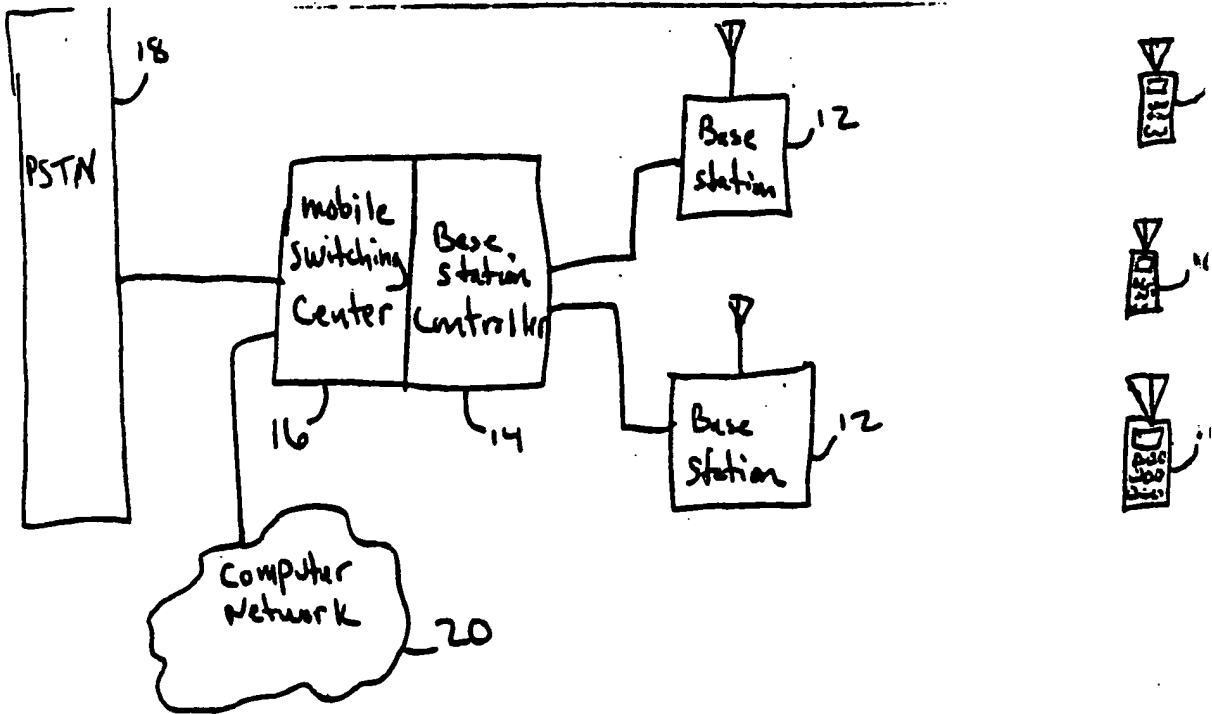 18
PSTN
mobile
switching
Center
Base
station
Controller
16
14
Base
station
12
Base
station
12
Computer
Network
20